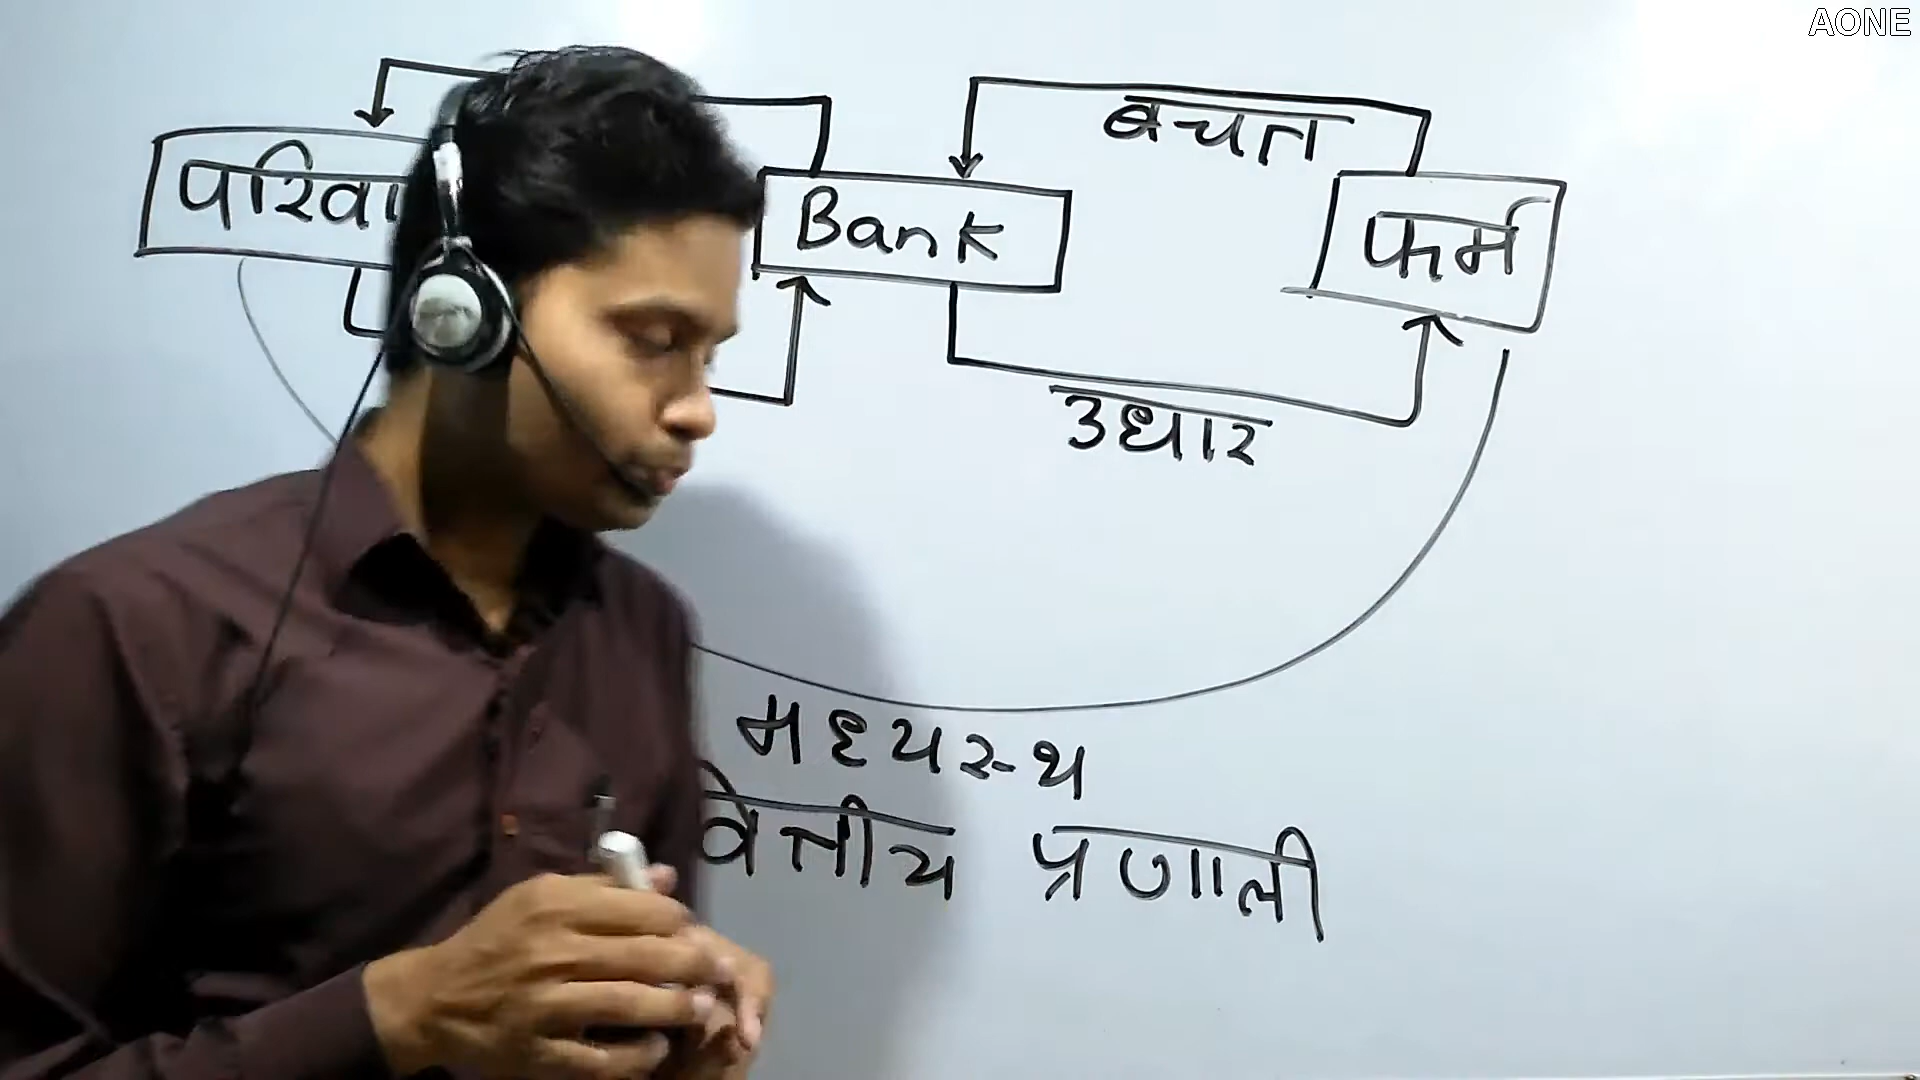 AONE
बचत
Bank
फर्म
उधार
मध्यस्थ
वित्तीय प्रणाली